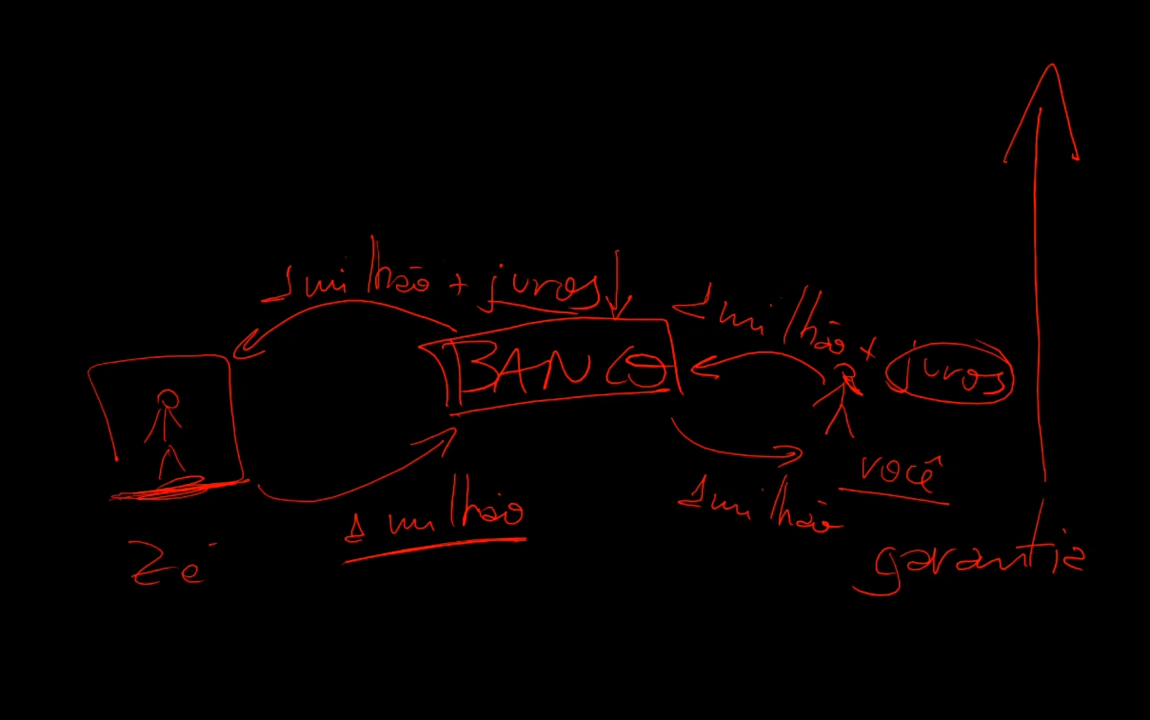 1 milhão + juros
1 milhão + juros
BANCO
você
1 milhão
1 milhão
Zé
garantia